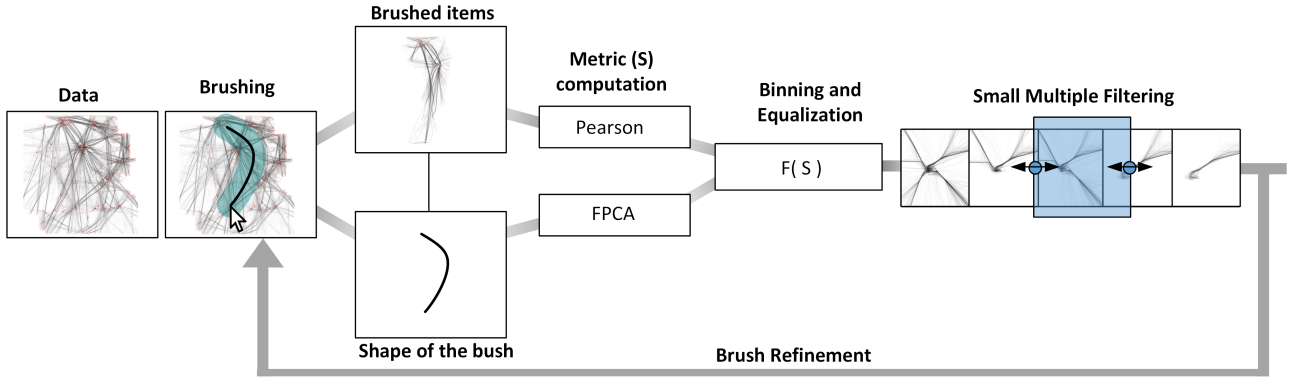 Data
Brushing
Brushed items
Shape of the bush
Metric (S)
computation
Pearson
FPCA
Binning and
Equalization
F( S )
Small Multiple Filtering
Brush Refinement